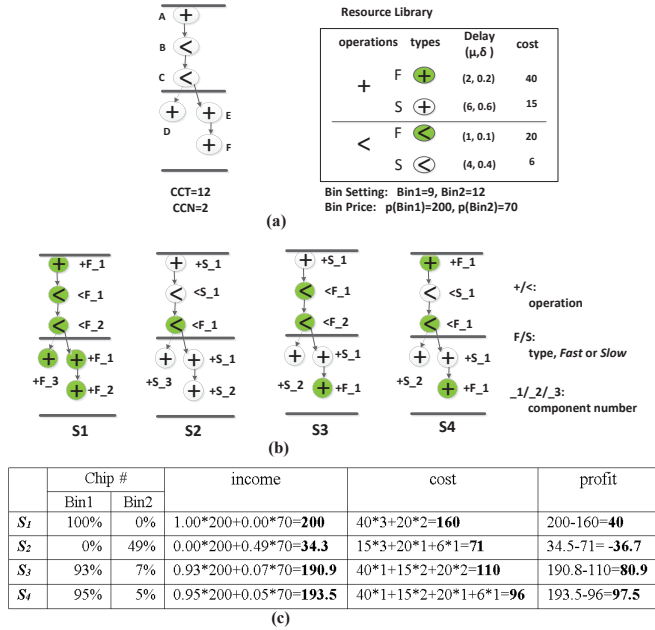 Resource Library
operations types Delay (μ,δ ) cost
+ F + (2, 0.2) 40
S + (6, 0.6) 15
< F < (1, 0.1) 20
S < (4, 0.4) 6
A +
B <
C <
+ D
+ E
+ F
CCT=12
CCN=2
Bin Setting: Bin1=9, Bin2=12
Bin Price: p(Bin1)=200, p(Bin2)=70
(a)
+ +F_1
< <F_1
< <F_2
+ +F_3
+ +F_1
+ +F_2
S1
+ +S_1
< <S_1
< <F_1
+ +S_3
+ +S_1
+ +S_2
S2
+ +S_1
< <F_1
< <F_2
+ +S_2
+ +S_1
+ +F_1
S3
+ +F_1
< <S_1
< <F_1
+ +S_2
+ +S_1
+ +F_1
S4
+/<:
operation
F/S:
type, Fast or Slow
_1/_2/_3:
component number
(b)
Chip # income cost profit
Bin1 Bin2
S1 100% 0% 1.00*200+0.00*70=200 40*3+20*2=160 200-160=40
S2 0% 49% 0.00*200+0.49*70=34.3 15*3+20*1+6*1=71 34.5-71= -36.7
S3 93% 7% 0.93*200+0.07*70=190.9 40*1+15*2+20*2=110 190.8-110=80.9
S4 95% 5% 0.95*200+0.05*70=193.5 40*1+15*2+20*1+6*1=96 193.5-96=97.5
(c)